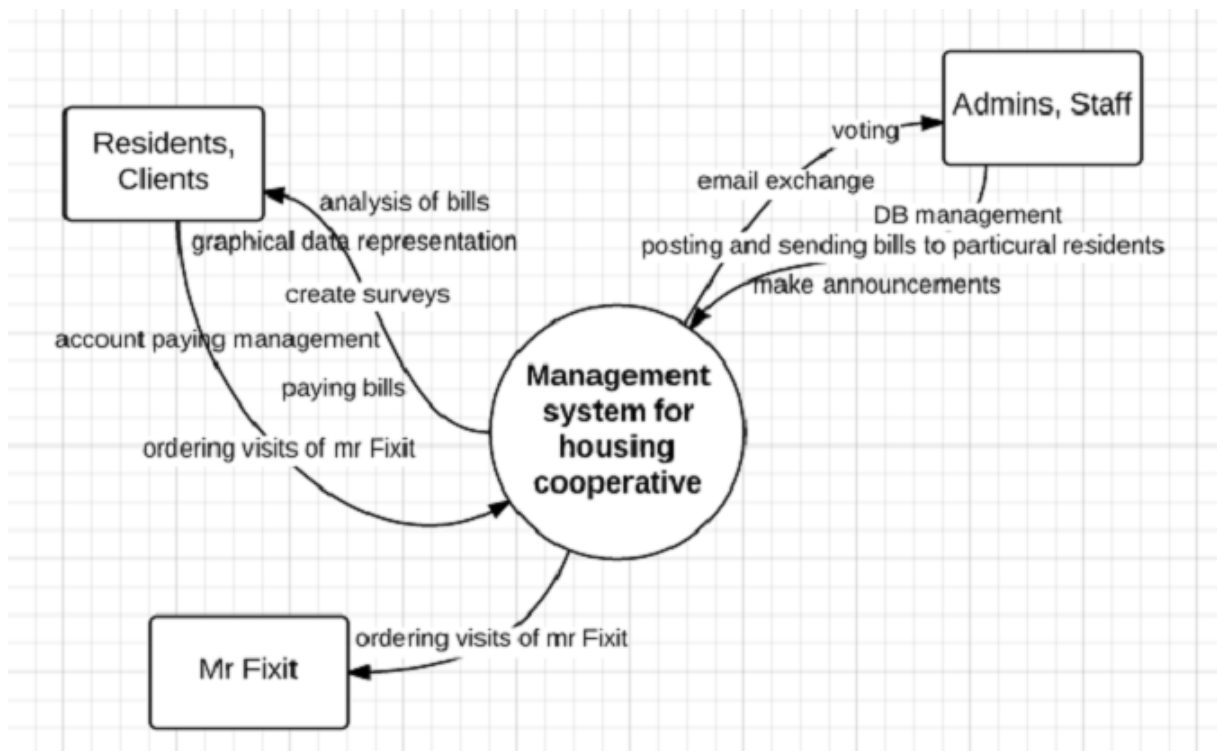 Admins, Staff
voting
Residents,
Clients
email exchange
analysis of bills
DB management
graphical data representation
posting and sending bills to particural residents
make announcements
create surveys
account paying management
paying bills
Management
system for
housing
cooperative
ordering visits of mr Fixit
ordering visits of mr Fixit
Mr Fixit